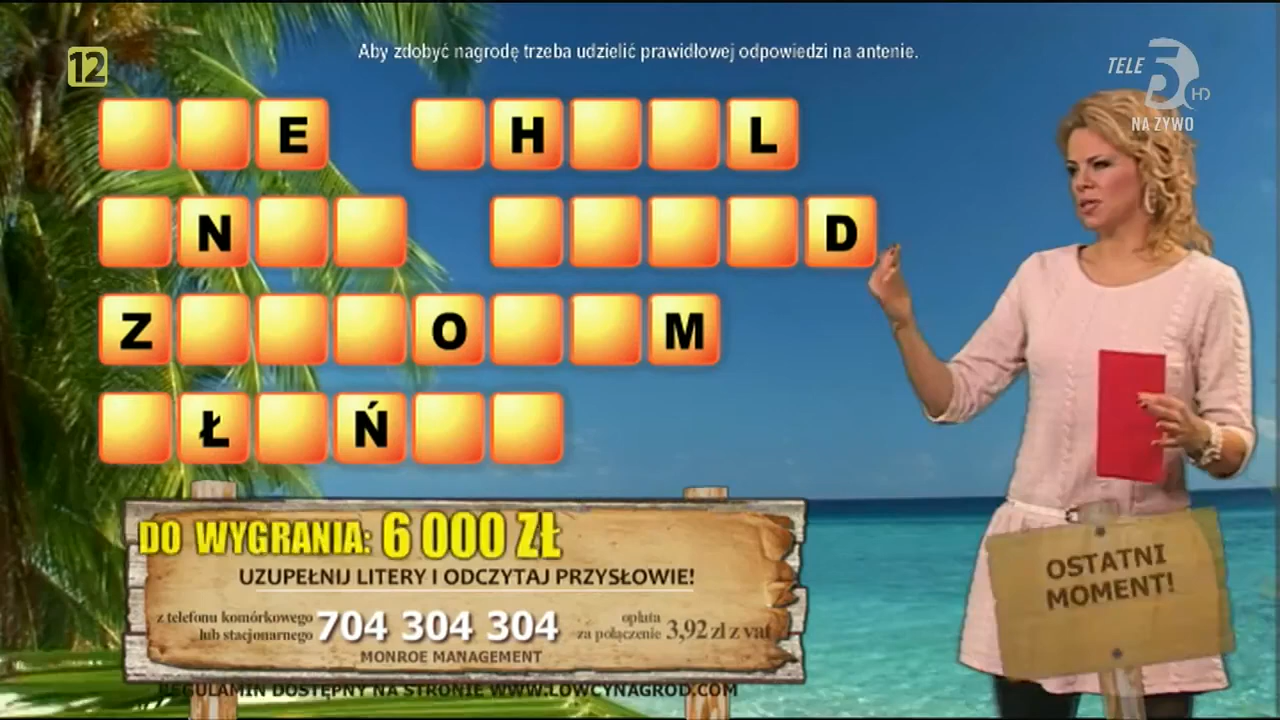 Aby zdobyć nagrodę trzeba udzielić prawidłowej odpowiedzi na antenie.
12
TELE 5 HD
NA ŻYWO
E H L
N D
Z O M
Ł Ń
DO WYGRANIA: 6 000 ZŁ
UZUPEŁNIJ LITERY I ODCZYTAJ PRZYSŁOWIE!
z telefonu komórkowego
lub stacjonarnego
704 304 304
opłata
za połączenie 3,92 zł z vat
MONROE MANAGEMENT
REGULAMIN DOSTĘPNY NA STRONIE WWW.LOWCYNAGROD.COM
OSTATNI
MOMENT!